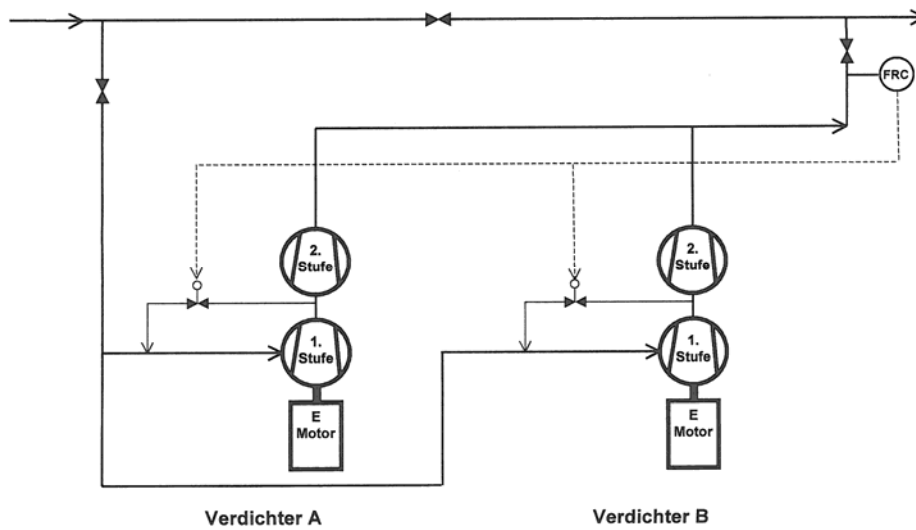 FRC
2.
Stufe
2.
Stufe
1.
Stufe
1.
Stufe
E
Motor
E
Motor
Verdichter A
Verdichter B